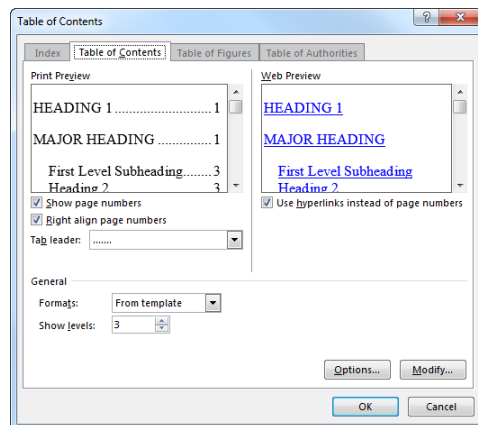 Table of Contents
Index Table of Contents Table of Figures Table of Authorities
Print Preview
HEADING 1.......................... 1
MAJOR HEADING .............. 1
First Level Subheading........ 3
Heading 2 3
Show page numbers
Right align page numbers
Tab leader: .......
Web Preview
HEADING 1
MAJOR HEADING
First Level Subheading
Heading 2
Use hyperlinks instead of page numbers
General
Formats: From template
Show levels: 3
Options... Modify...
OK Cancel